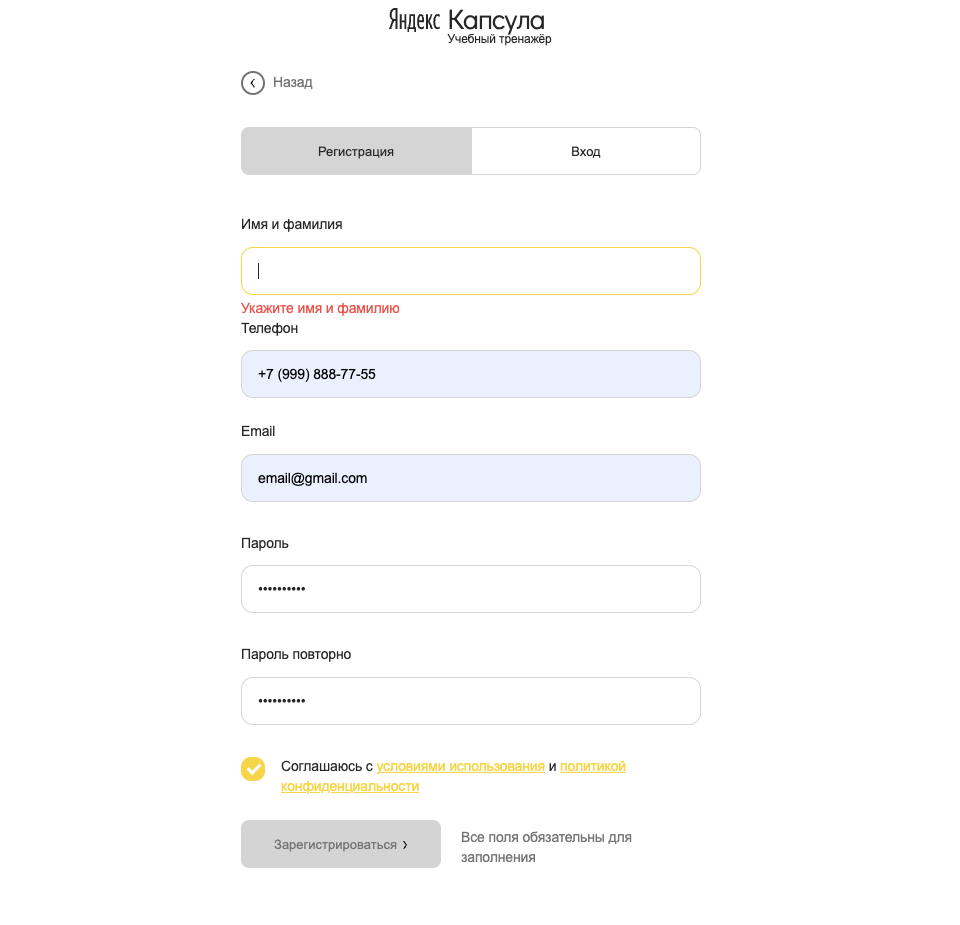 Яндекс Капсула
Учебный тренажёр
Назад
Регистрация
Вход
Имя и фамилия
Укажите имя и фамилию
Телефон
+7 (999) 888-77-55
Email
email@gmail.com
Пароль
••••••••••
Пароль повторно
••••••••••
Соглашаюсь с условиями использования и политикой
конфиденциальности
Зарегистрироваться ›
Все поля обязательны для
заполнения